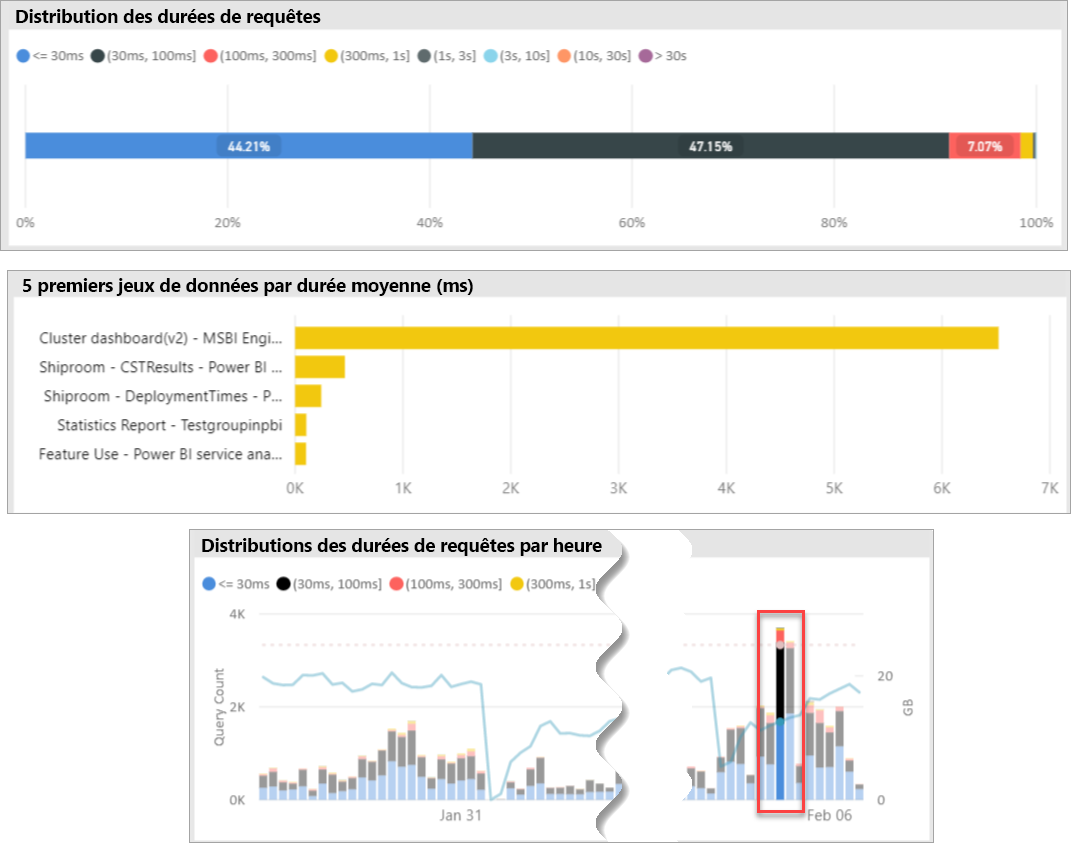 Distribution des durées de requêtes
<= 30ms (30ms, 100ms] (100ms, 300ms] (300ms, 1s] (1s, 3s] (3s, 10s] (10s, 30s] > 30s
44.21% 47.15% 7.07%
0% 20% 40% 60% 80% 100%
5 premiers jeux de données par durée moyenne (ms)
Cluster dashboard(v2) - MSBI Engi...
Shiproom - CSTResults - Power BI ...
Shiproom - DeploymentTimes - P...
Statistics Report - Testgroupinpbi
Feature Use - Power BI service ana...
0K 1K 2K 3K 4K 5K 6K 7K
Distributions des durées de requêtes par heure
<= 30ms (30ms, 100ms] (100ms, 300ms] (300ms, 1s]
4K
2K
0K
Query Count
20
0
GB
Jan 31 Feb 06